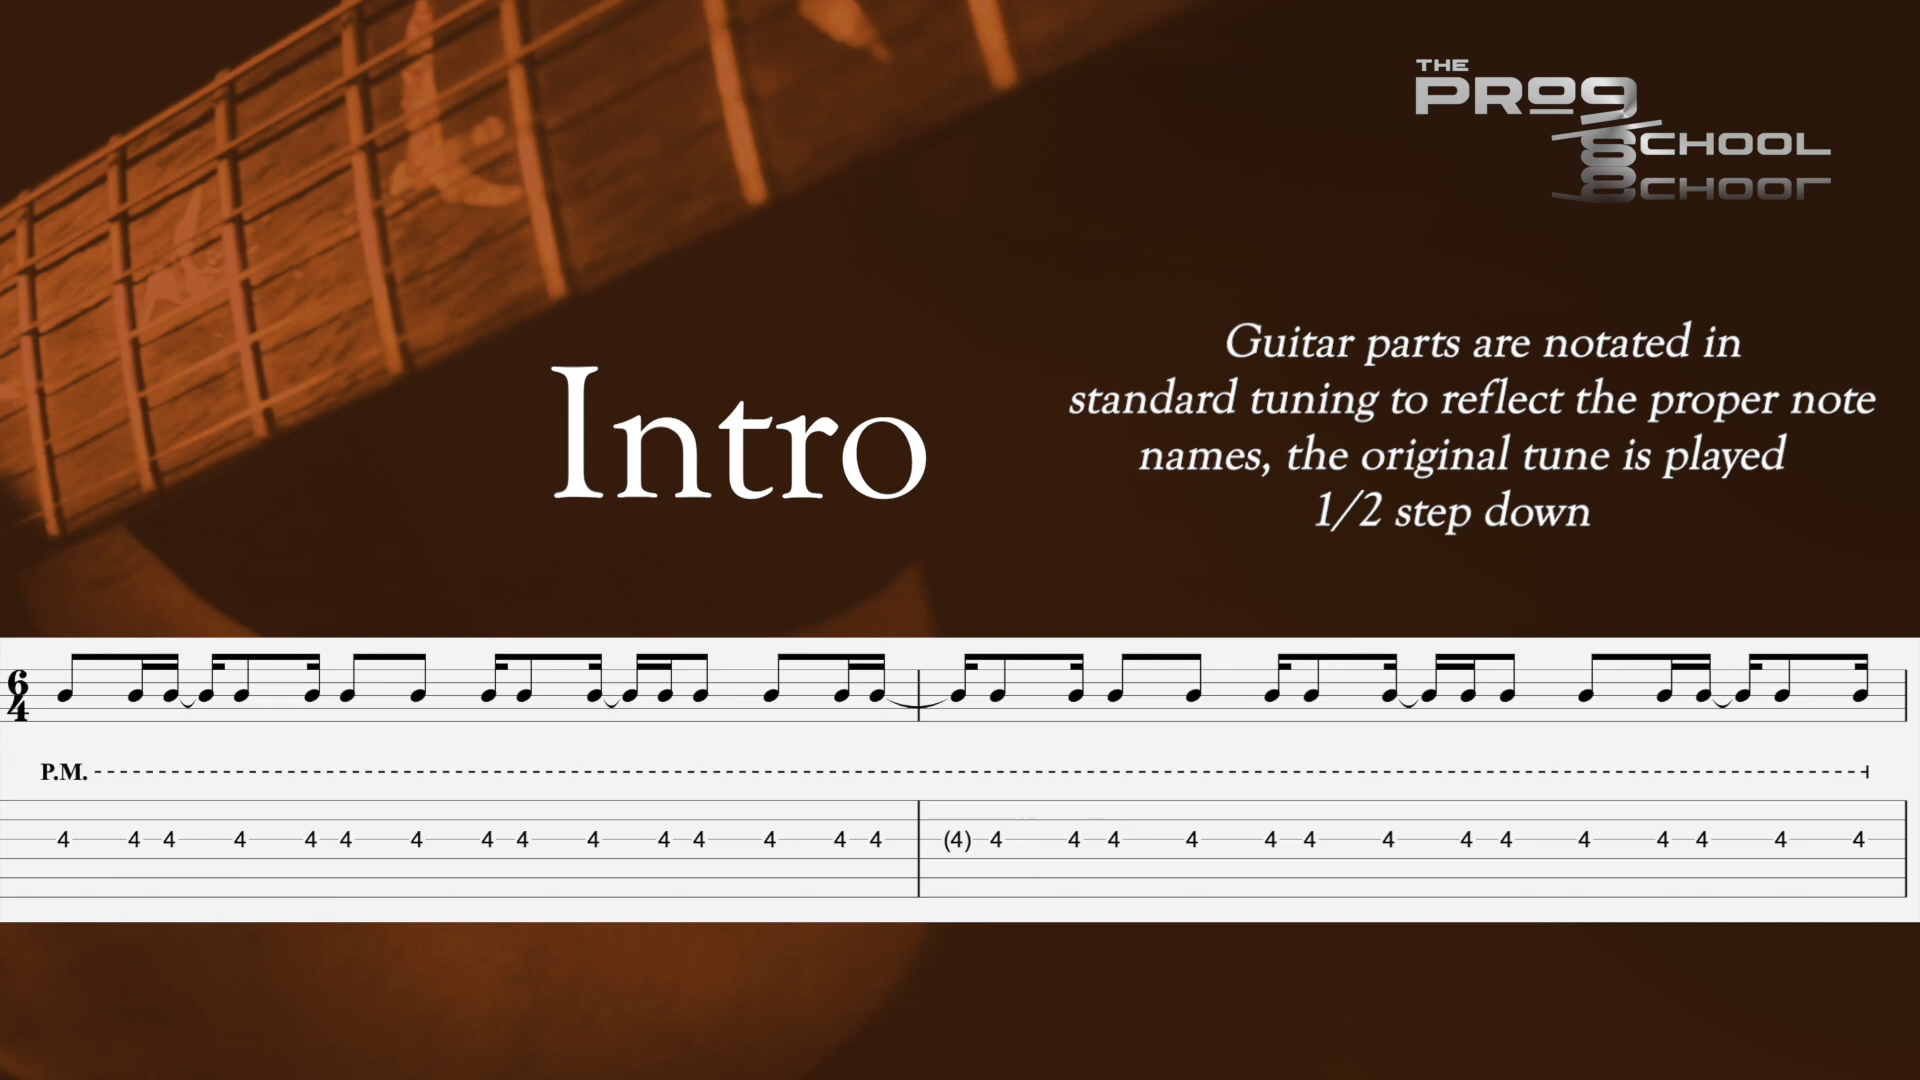 THE
PROG
SCHOOL
Intro
Guitar parts are notated in
standard tuning to reflect the proper note
names, the original tune is played
1/2 step down
6
4
P.M.
4 4 4 4 4 4 4 4 4 4 4 4 4 4 4 (4) 4 4 4 4 4 4 4 4 4 4 4 4 4 4